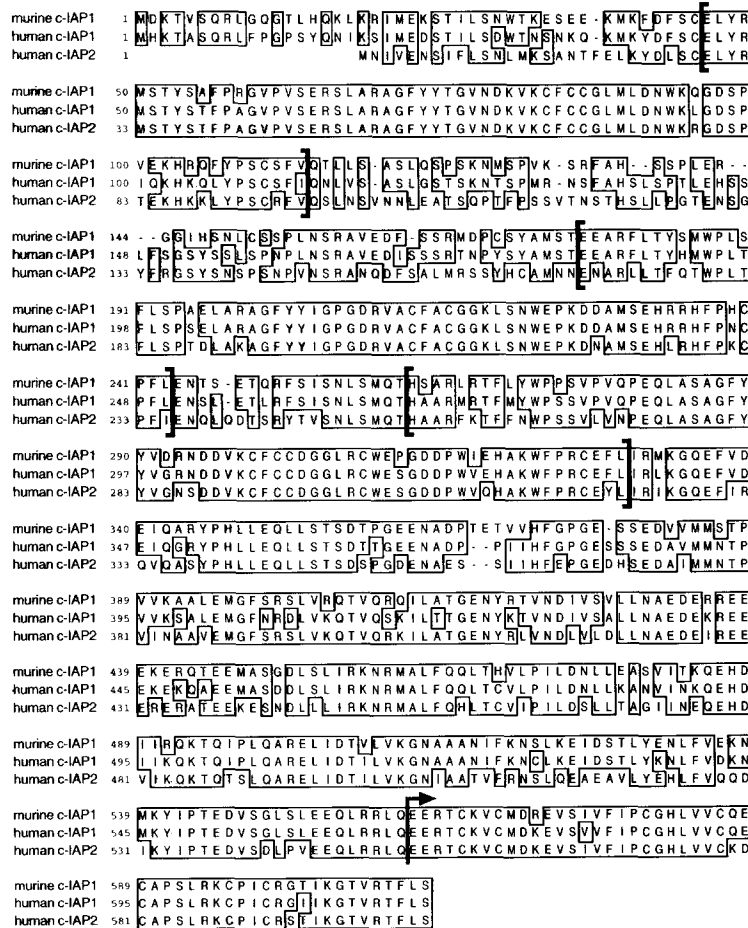 murine c-IAP1 1 MDKTVSQRLGQGTLHQKLKRIMEKSTILSNWTKESEE-KMKFDFSCELYR
human c-IAP1 1 MHKTASQRLFPGPSYQNIKSIMEDSTILSDWTNSNKQ-KMKYDFSCELYR
human c-IAP2 1 MNIVENSIFLSNLMKSANTFELKYDLSCELYR
murine c-IAP1 50 MSTYSAFPRGVPVSERSLARAGFYYTGVNDKVKCFCCGLMLDNWKQGDSP
human c-IAP1 50 MSTYSTFPAGVPVSERSLARAGFYYTGVNDKVKCFCCGLMLDNWKLGDSP
human c-IAP2 33 MSTYSTFPAGVPVSERSLARAGFYYTGVNDKVKCFCCGLMLDNWKRGDSP
murine c-IAP1 100 VEKHRQFYPSCSFVQTLLS-ASLQSPSKNMSPVK-SRFAH--SSPLER--
human c-IAP1 100 IQKHKQLYPSCSFIQNLVS-ASLGSTSKNTSPMR-NSFAHSLSPTLEHSS
human c-IAP2 83 TEKHKKLYPSCRFVQSLNSVNNLEATSQPTFPSSVTNSTHSLLPGTENSG
murine c-IAP1 144 --GGIHSNLCSSPLNSRAVEDF-SSRMDPCSYAMSTEEARFLTYSMWPLS
human c-IAP1 148 LFSGSYSSLSPNPLNSRAVEDISSSRTNPYSYAMSTEEARFLTYHMWPLT
human c-IAP2 133 YFRGSYSNSPSNPVNSRANQDFSALMRSSYHCAMNNENARLLTFQTWPLT
murine c-IAP1 191 FLSPAELARAGFYYIGPGDRVACFACGGKLSNWEPKDDAMSEHRRHFPHC
human c-IAP1 198 FLSPSELARAGFYYIGPGDRVACFACGGKLSNWEPKDDAMSEHRRHFPNC
human c-IAP2 183 FLSPTDLAKAGFYYIGPGDRVACFACGGKLSNWEPKDNAMSEHLRHFPKC
murine c-IAP1 241 PFLENTS-ETQRFSISNLSMQTHSARLRTFLYWPPSVPVQPEQLASAGFY
human c-IAP1 248 PFLENSL-ETLRFSISNLSMQTHAARMRTFMYWPSSVPVQPEQLASAGFY
human c-IAP2 233 PFIENQLQDTSRYTVSNLSMQTHAARFKTFFNWPSSVLVNPEQLASAGFY
murine c-IAP1 290 YVDRNDDVKCFCCDGGLRCWEPGDDPWIEHAKWFPRCEFLIRMKGQEFVD
human c-IAP1 297 YVGRNDDVKCFCCDGGLRCWESGDDPWVEHAKWFPRCEFLIRLKGQEFVD
human c-IAP2 283 YVGNSDDVKCFCCDGGLRCWESGDDPWVQHAKWFPRCEYLIRIKGQEFIR
murine c-IAP1 340 EIQARYPHLLEQLLSTSDTPGEENADPTETVVHFGPGE-SSEDVVMMSTP
human c-IAP1 347 EIQGRYPHLLEQLLSTSDTTGEENADP--PIIHFGPGESSSEDAVMMNTP
human c-IAP2 333 QVQASYPHLLEQLLSTSDSPGDENAES--SIIHFEPGEDHSEDAIMMNTP
murine c-IAP1 389 VVKAALEMGFSRSLVRQTVQRQILATGENYRTVNDIVSVLLNAEDERREE
human c-IAP1 395 VVKSALEMGFNRDLVKQTVQSKILTTGENYKTVNDIVSALLNAEDEKREE
human c-IAP2 381 VINAAVEMGFSRSLVKQTVQRKILATGENYRLVNDLVLDLLNAEDEIREE
murine c-IAP1 439 EKERQTEEMASGDLSLIRKNRMALFQQLTHVLPILDNLLEASVITKQEHD
human c-IAP1 445 EKEKQAEEMASDDLSLIRKNRMALFQQLTCVLPILDNLLKANVINKQEHD
human c-IAP2 431 ERERATEEKESNDLLLIRKNRMALFQHLTCVIPILDSLLTAGIINEQEHD
murine c-IAP1 489 IIRQKTQIPLQARELIDTVLVKGNAAANIFKNSLKEIDSTLYENLFVEKN
human c-IAP1 495 IIKQKTQIPLQARELIDTILVKGNAAANIFKNCLKEIDSTLYKNLFVDKN
human c-IAP2 481 VIKQKTQTSLQARELIDTILVKGNIAATVFRNSLQEAEAVLYEHLFVQQD
murine c-IAP1 539 MKYIPTEDVSGLSLEEQLRRLQEERTCKVCMDREVSIVFIPCGHLVVCQE
human c-IAP1 545 MKYIPTEDVSGLSLEEQLRRLQEERTCKVCMDKEVSVVFIPCGHLVVCQE
human c-IAP2 531 IKYIPTEDVSDLPVEEQLRRLQEERTCKVCMDKEVSIVFIPCGHLVVCKD
murine c-IAP1 589 CAPSLRKCPICRGTIKGTVRTFLS
human c-IAP1 595 CAPSLRKCPICRGIIKGTVRTFLS
human c-IAP2 581 CAPSLRKCPICRSTIKGTVRTFLS